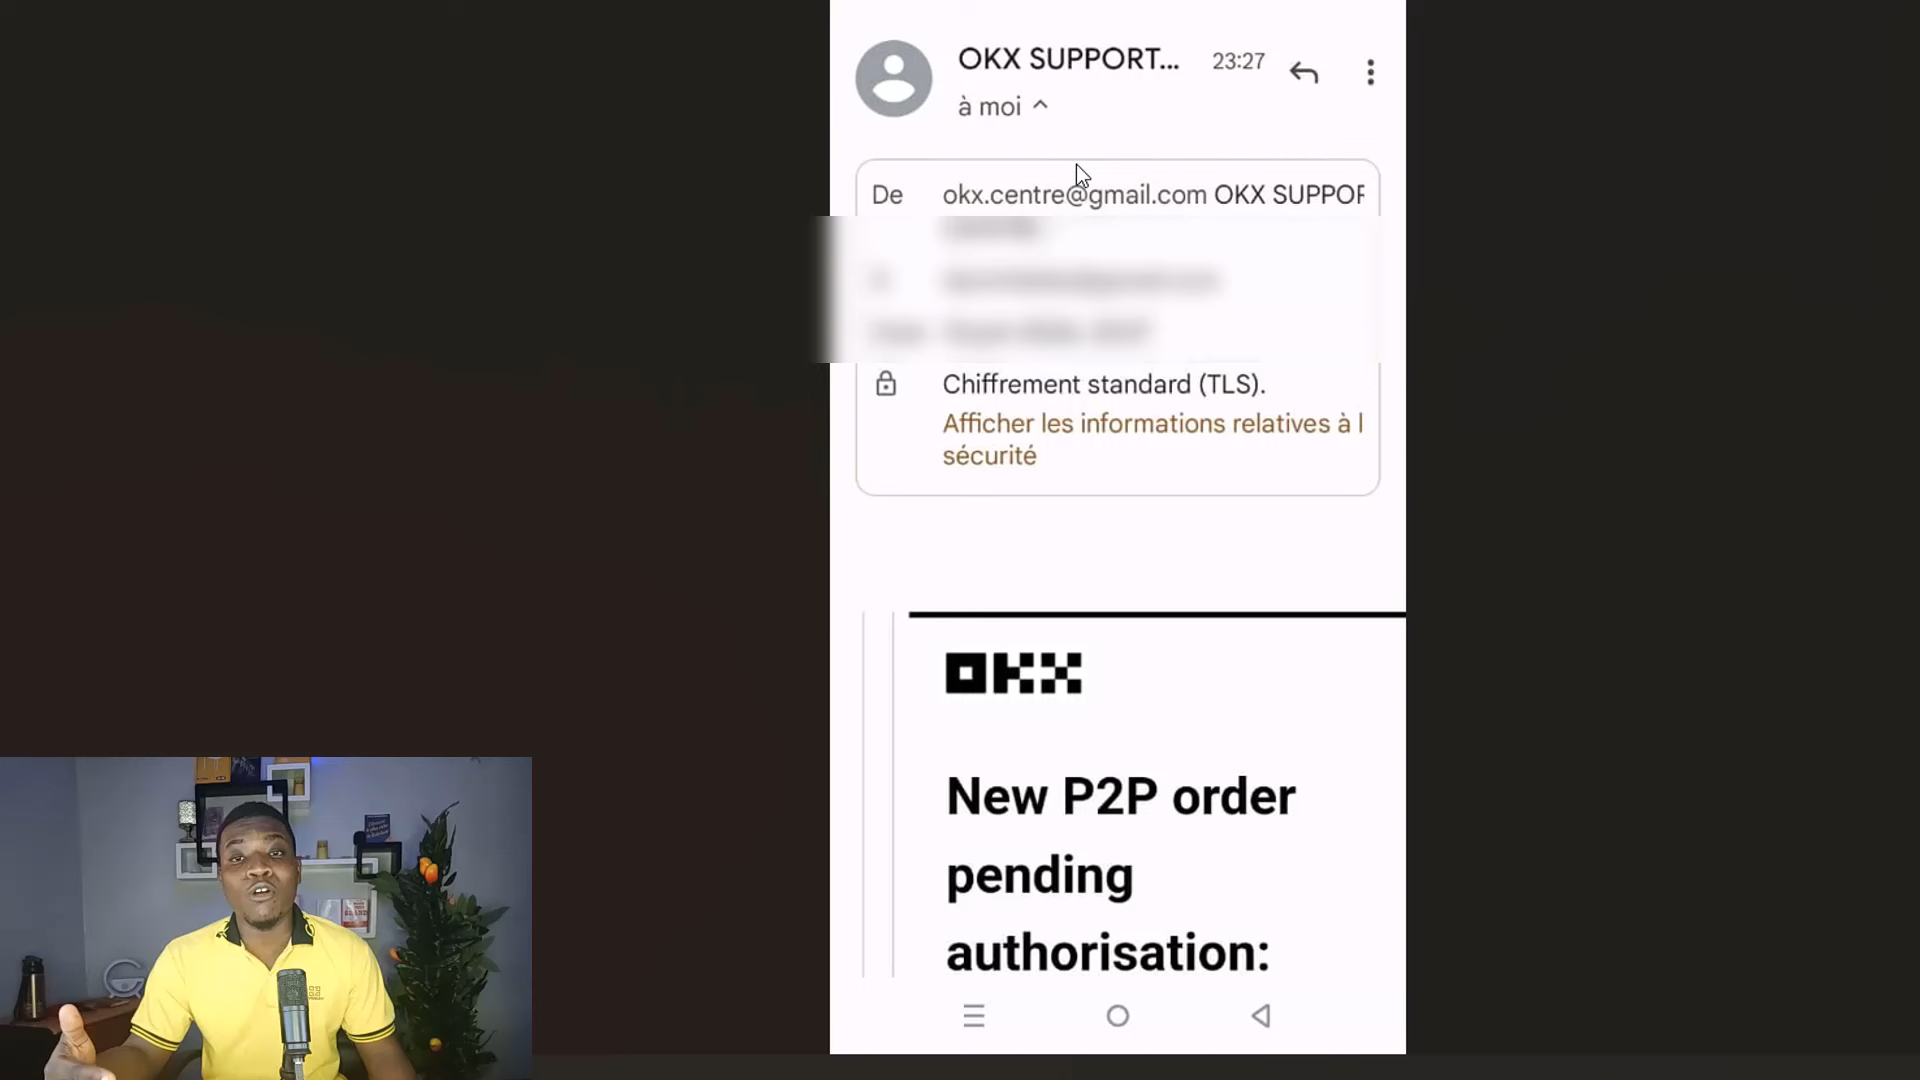 OKX SUPPORT...
23:27
à moi
De
okx.centre@gmail.com OKX SUPPOR
Chiffrement standard (TLS).
Afficher les informations relatives à l
sécurité
OKX
New P2P order
pending
authorisation: